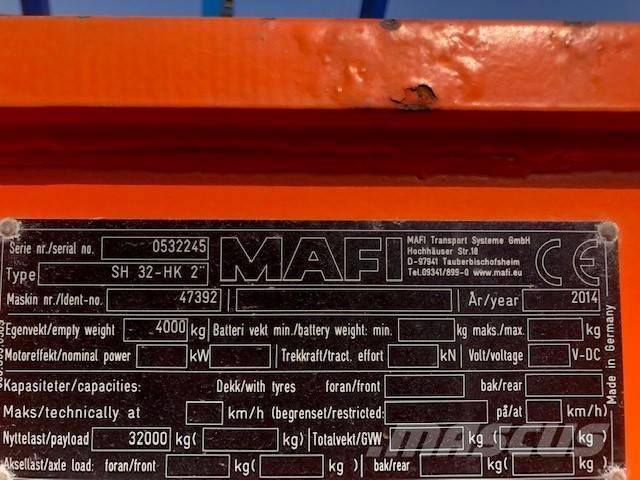 Serie nr./serial no. 0532245
MAFI
MAFI Transport Systeme GmbH
Hochhäuser Str.18
D-97941 Tauberbischofsheim
Tel.09341/899-0 www.mafi.eu
CE
Type SH 32-HK 2"
Maskin nr./Ident-no. 47392 År/year 2014
Egenvekt/empty weight 4000 kg Batteri vekt min./battery weight: min. kg maks./max. kg
Motoreffekt/nominal power kW Trekkraft/tract. effort kN Volt/voltage V-DC
Kapasiteter/capacities: Dekk/with tyres foran/front bak/rear
Maks/technically at km/h (begrenset/restricted: på/at km/h)
Nyttelast/payload 32000 kg( kg) Totalvekt/GVW kg( kg)
Aksellast/axle load: foran/front kg( kg) bak/rear kg( kg)
Made in Germany
MASCUS